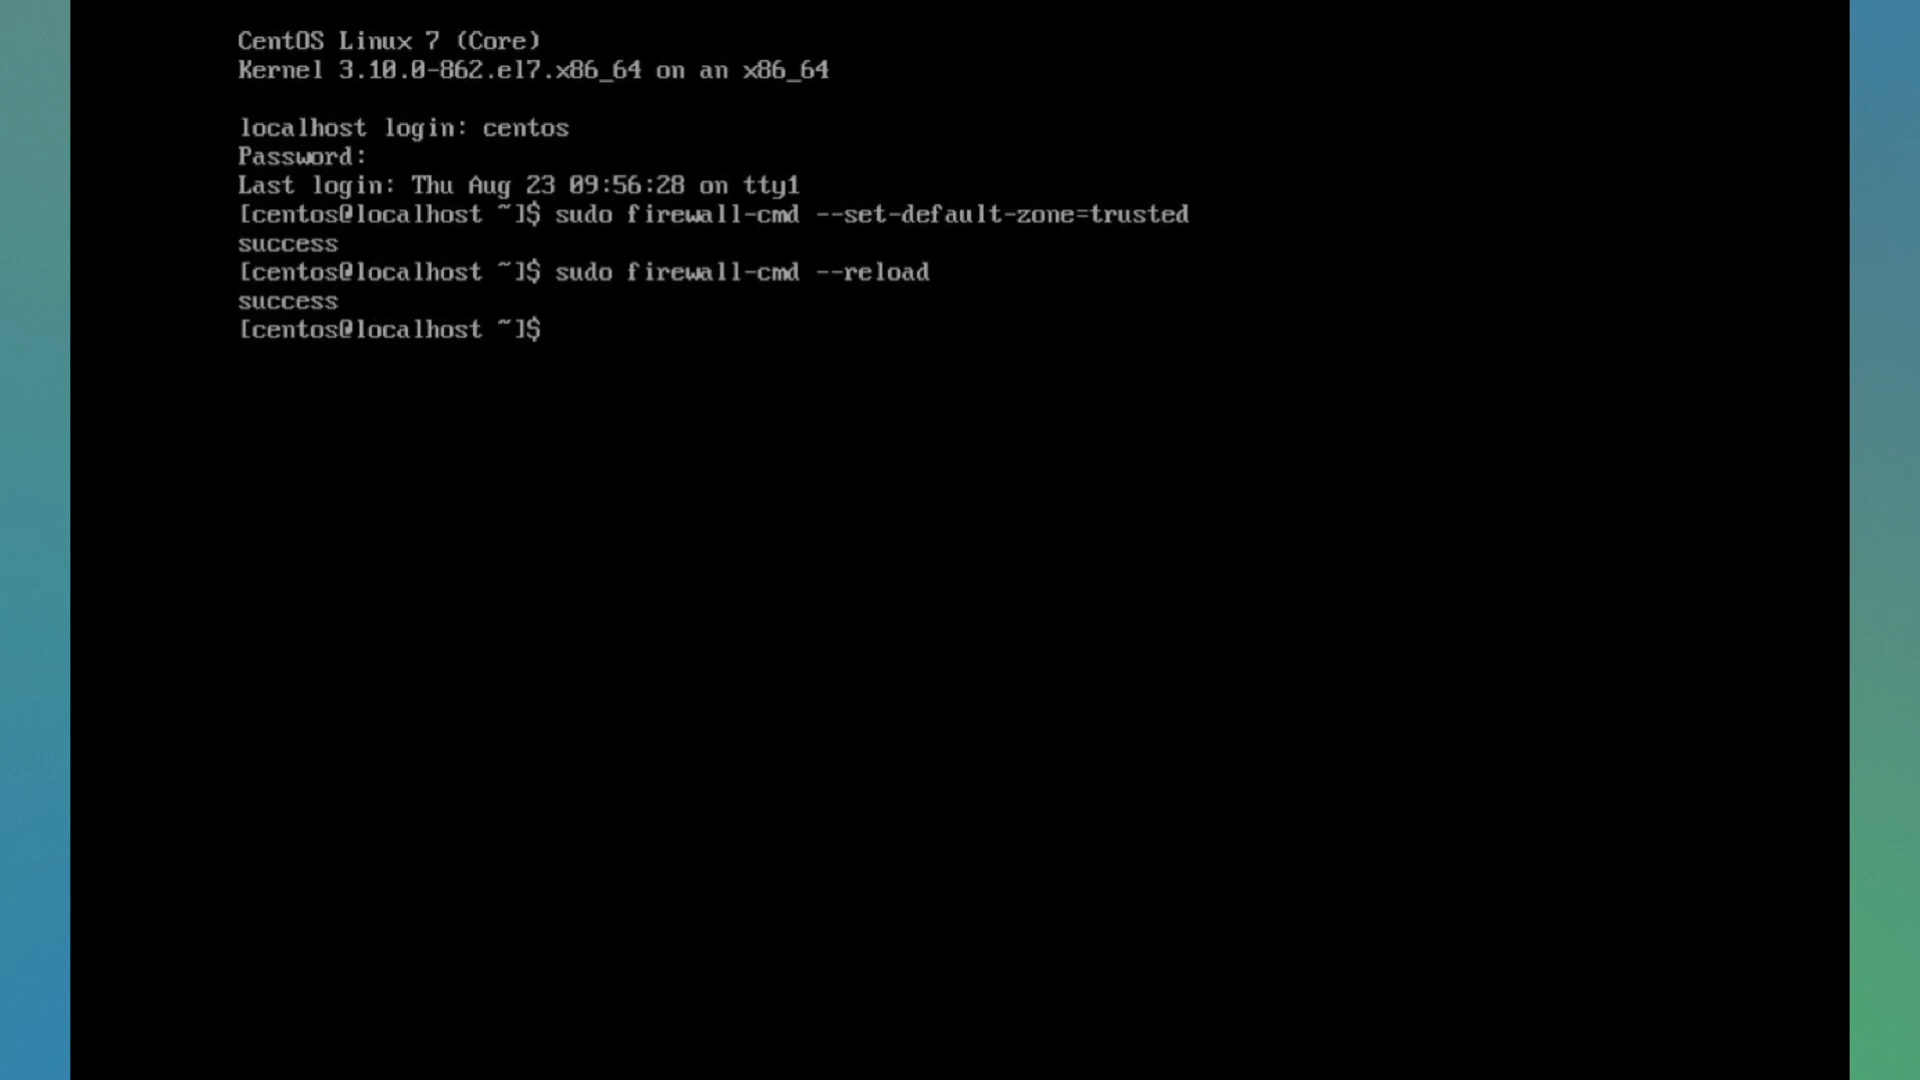 CentOS Linux 7 (Core)
Kernel 3.10.0-862.el7.x86_64 on an x86_64
localhost login: centos
Password:
Last login: Thu Aug 23 09:56:28 on tty1
[centos@localhost ~]$ sudo firewall-cmd --set-default-zone=trusted
success
[centos@localhost ~]$ sudo firewall-cmd --reload
success
[centos@localhost ~]$